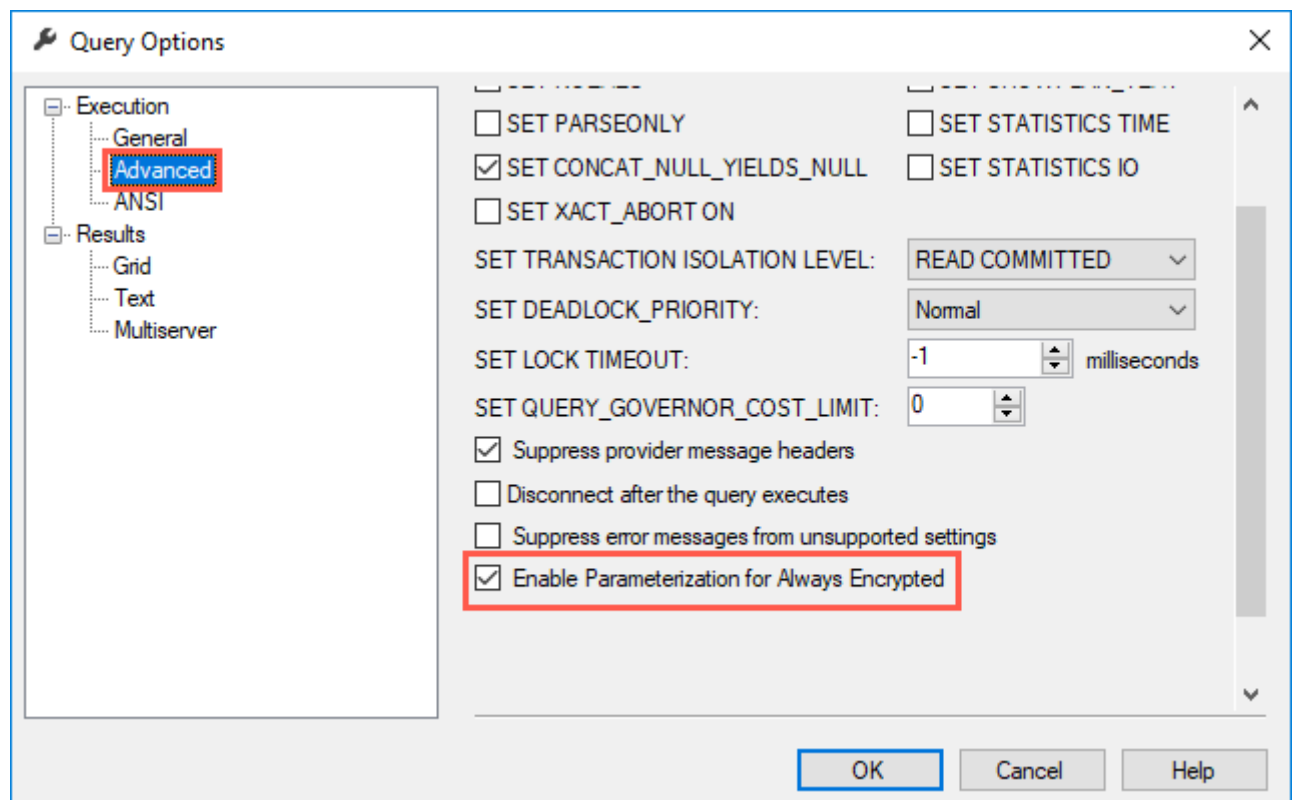 Query Options
Execution
General
Advanced
ANSI
Results
Grid
Text
Multiserver
SET PARSEONLY
SET STATISTICS TIME
SET CONCAT_NULL_YIELDS_NULL
SET STATISTICS IO
SET XACT_ABORT ON
SET TRANSACTION ISOLATION LEVEL:
READ COMMITTED
SET DEADLOCK_PRIORITY:
Normal
SET LOCK TIMEOUT:
-1
milliseconds
SET QUERY_GOVERNOR_COST_LIMIT:
0
Suppress provider message headers
Disconnect after the query executes
Suppress error messages from unsupported settings
Enable Parameterization for Always Encrypted
OK
Cancel
Help